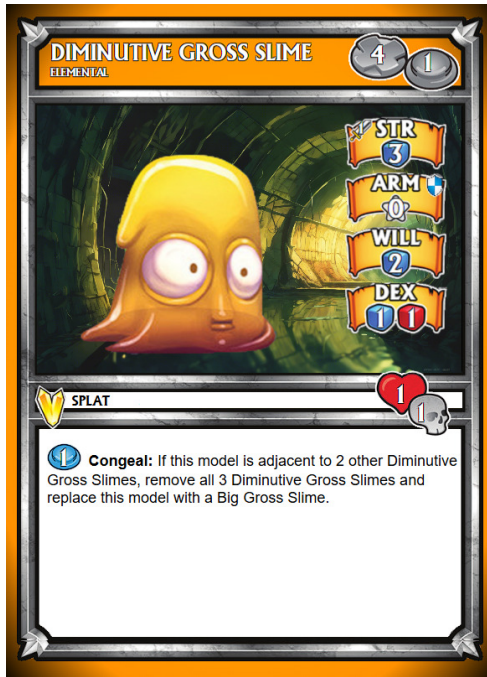 DIMINUTIVE GROSS SLIME
4 1
ELEMENTAL
STR
3
ARM
0
WILL
2
DEX
1 1
SPLAT
1
1
1 Congeal: If this model is adjacent to 2 other Diminutive
Gross Slimes, remove all 3 Diminutive Gross Slimes and
replace this model with a Big Gross Slime.